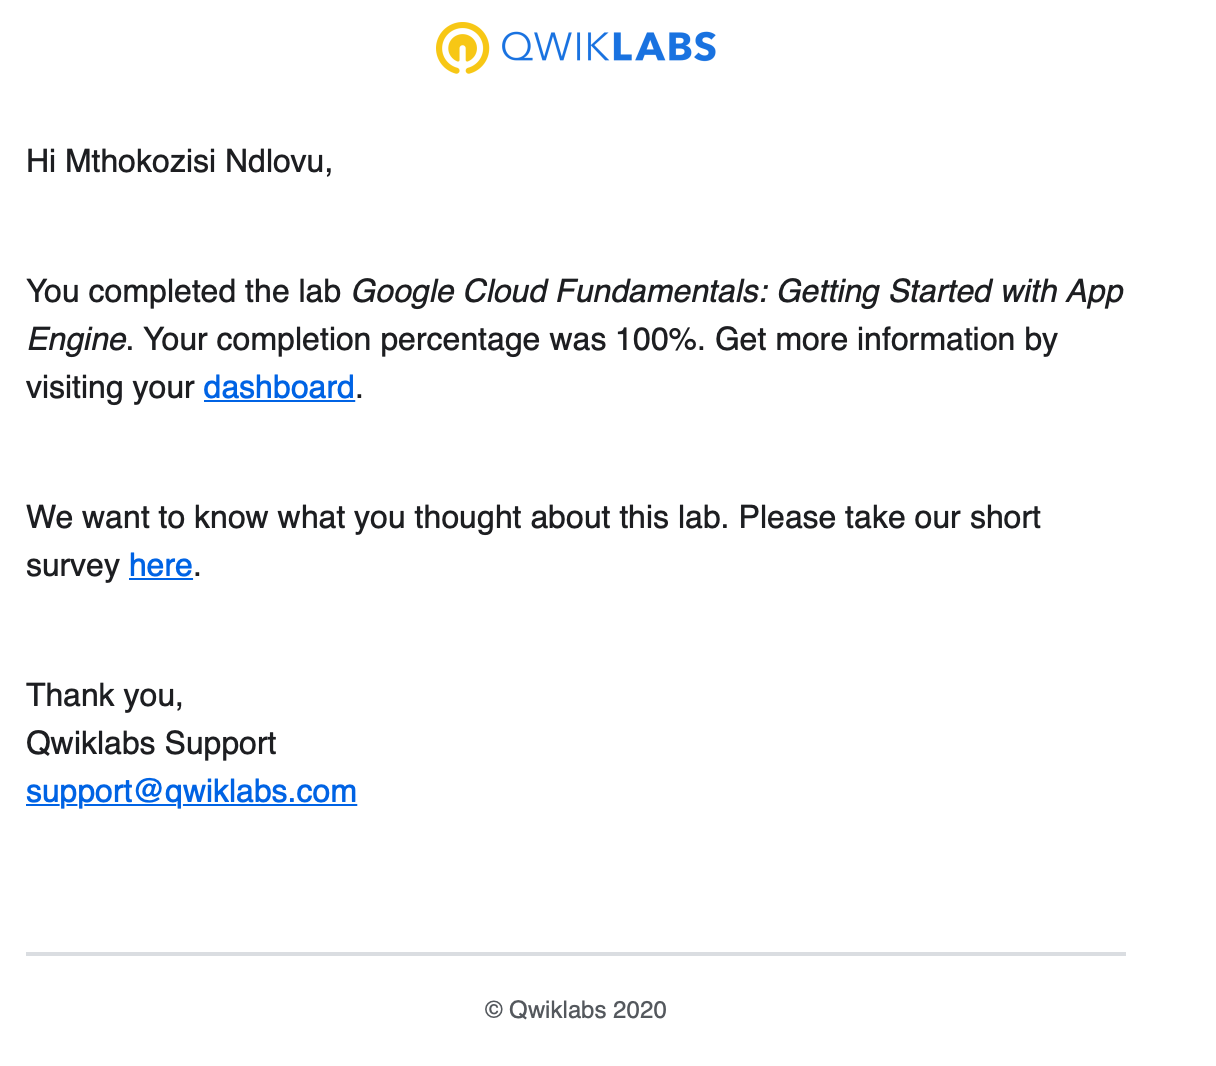 QWIKLABS
Hi Mthokozisi Ndlovu,
You completed the lab Google Cloud Fundamentals: Getting Started with App
Engine. Your completion percentage was 100%. Get more information by
visiting your dashboard.
We want to know what you thought about this lab. Please take our short
survey here.
Thank you,
Qwiklabs Support
support@qwiklabs.com
© Qwiklabs 2020